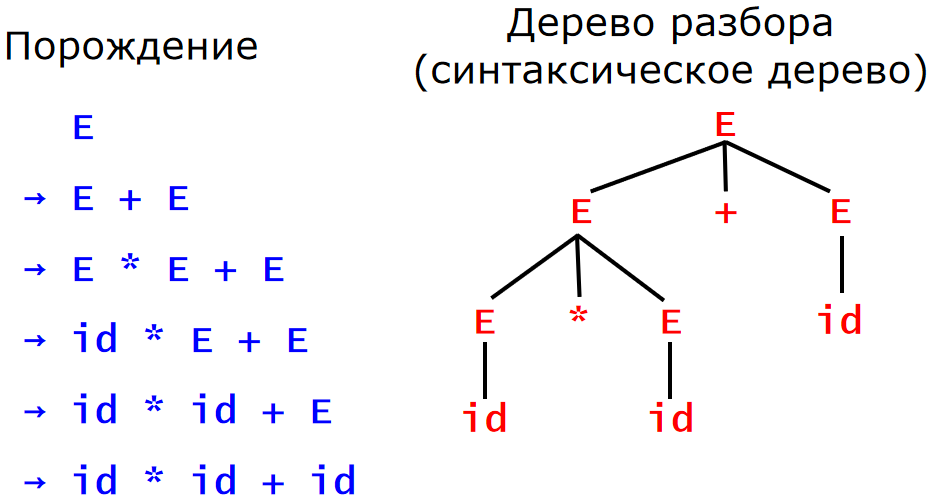 Порождение
E
→ E + E
→ E * E + E
→ id * E + E
→ id * id + E
→ id * id + id
Дерево разбора
(синтаксическое дерево)
E
E + E
E * E id
id id